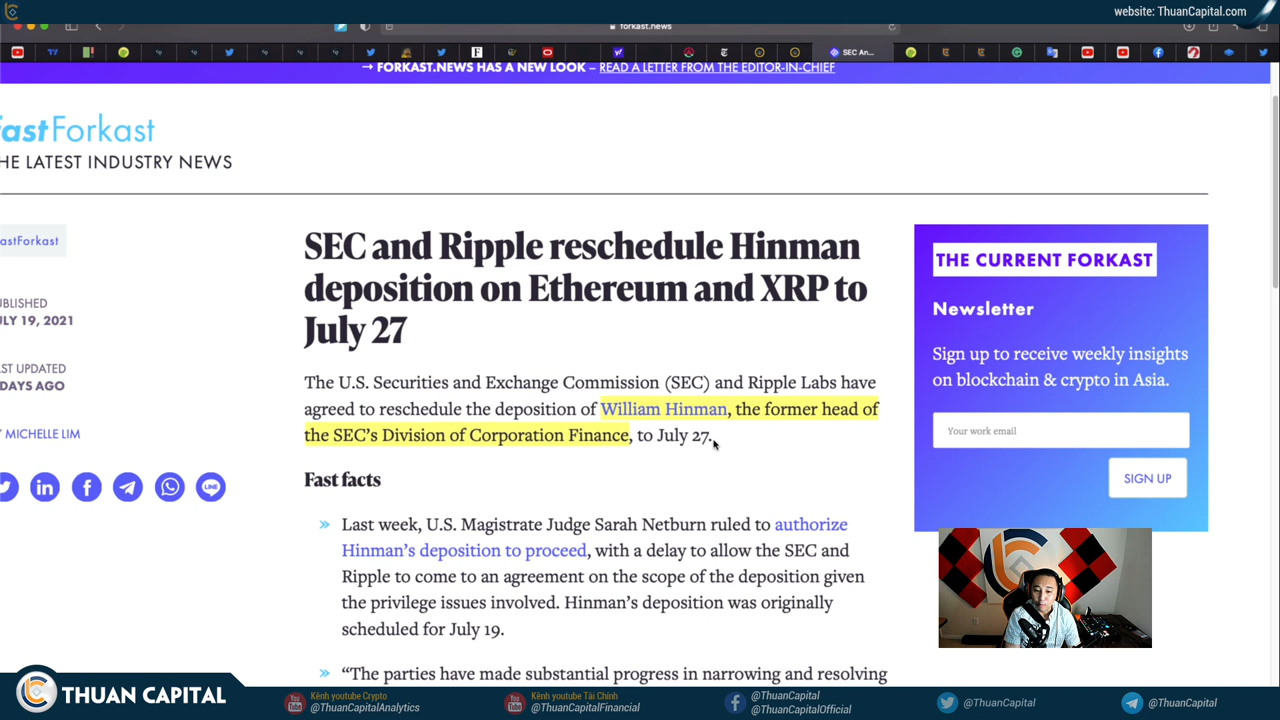 website: ThuanCapital.com
forkast.news
SEC An...
→ FORKAST.NEWS HAS A NEW LOOK – READ A LETTER FROM THE EDITOR-IN-CHIEF
astForkast
HE LATEST INDUSTRY NEWS
astForkast
UBLISHED
ULY 19, 2021
AST UPDATED
DAYS AGO
Y MICHELLE LIM
SEC and Ripple reschedule Hinman
deposition on Ethereum and XRP to
July 27
The U.S. Securities and Exchange Commission (SEC) and Ripple Labs have
agreed to reschedule the deposition of William Hinman, the former head of
the SEC's Division of Corporation Finance, to July 27.
Fast facts
» Last week, U.S. Magistrate Judge Sarah Netburn ruled to authorize
Hinman's deposition to proceed, with a delay to allow the SEC and
Ripple to come to an agreement on the scope of the deposition given
the privilege issues involved. Hinman's deposition was originally
scheduled for July 19.
» “The parties have made substantial progress in narrowing and resolving
THE CURRENT FORKAST
Newsletter
Sign up to receive weekly insights
on blockchain & crypto in Asia.
Your work email
SIGN UP
THUAN CAPITAL
Kênh youtube Crypto
@ThuanCapitalAnalytics
Kênh youtube Tài Chính
@ThuanCapitalFinancial
@ThuanCapital
@ThuanCapitalOfficial
@ThuanCapital
@ThuanCapital